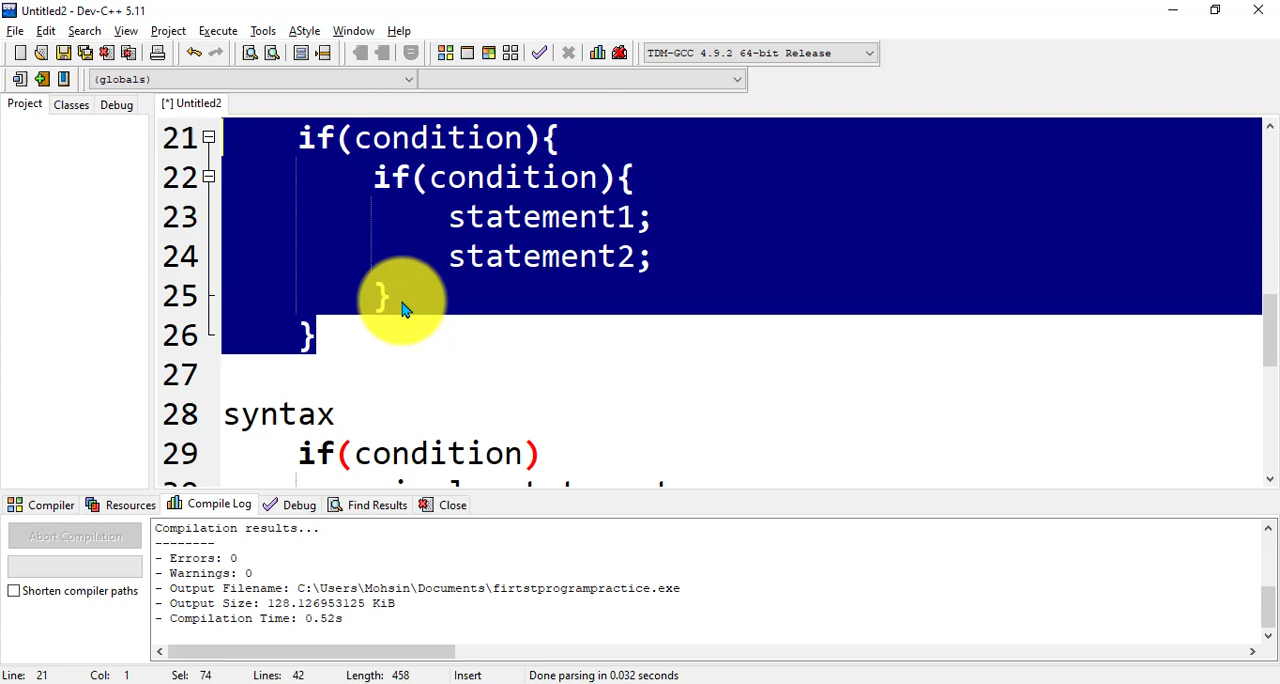 Untitled2 - Dev-C++ 5.11
File Edit Search View Project Execute Tools AStyle Window Help
TDM-GCC 4.9.2 64-bit Release
(globals)
Project Classes Debug [*] Untitled2
21 if(condition){
22 if(condition){
23 statement1;
24 statement2;
25 }
26 }
27
28 syntax
29 if(condition)
Compiler Resources Compile Log Debug Find Results Close
Abort Compilation
Shorten compiler paths
Compilation results...
--------
- Errors: 0
- Warnings: 0
- Output Filename: C:\Users\Mohsin\Documents\firtstprogrampractice.exe
- Output Size: 128.126953125 KiB
- Compilation Time: 0.52s
Line: 21 Col: 1 Sel: 74 Lines: 42 Length: 458 Insert Done parsing in 0.032 seconds